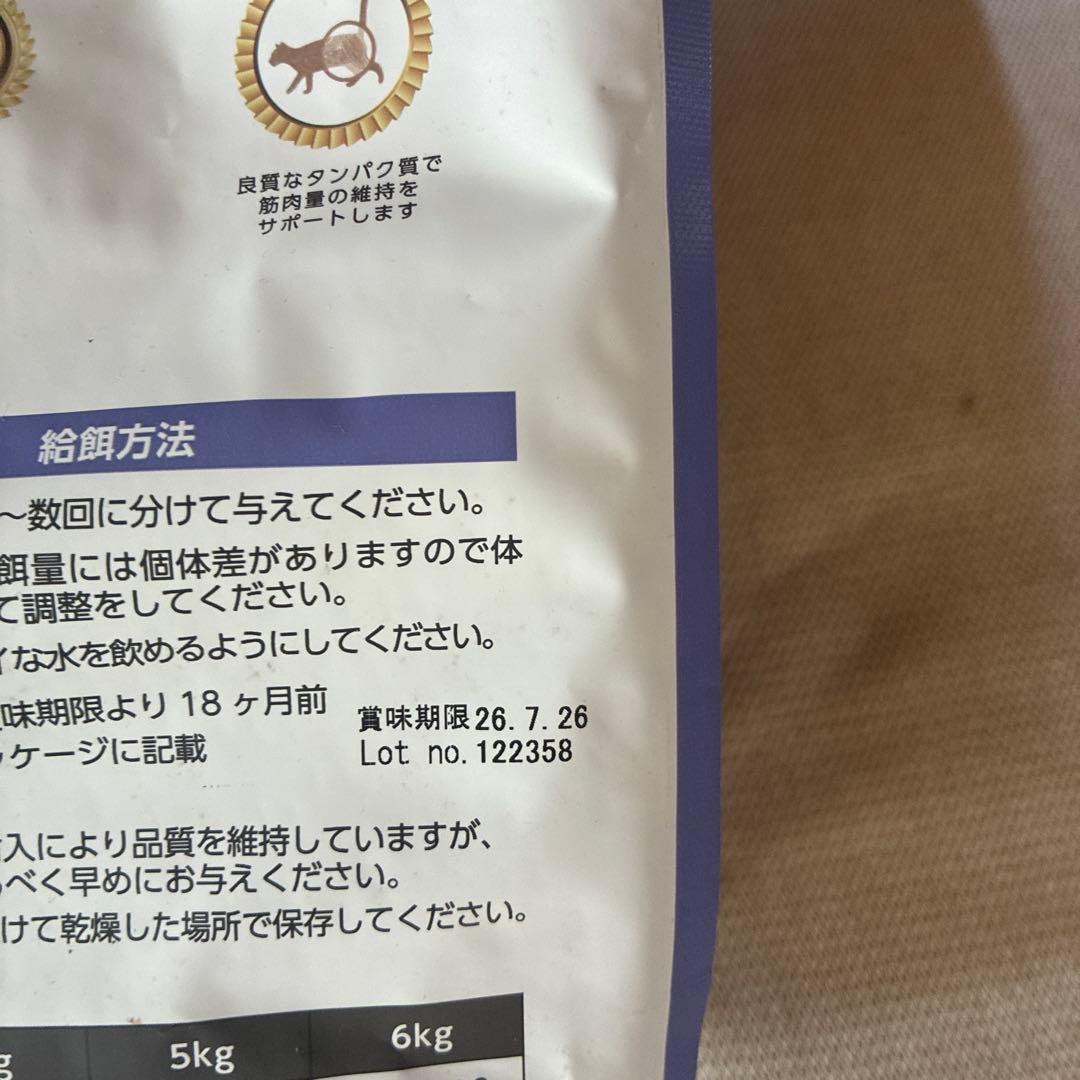 良質なタンパク質で
筋肉量の維持を
サポートします
給餌方法
～数回に分けて与えてください。
餌量には個体差がありますので体
て調整をしてください。
な水を飲めるようにしてください。
味期限より 18 ヶ月前
ケージに記載
賞味期限26.7.26
Lot no.122358
入により品質を維持していますが、
べく早めにお与えください。
けて乾燥した場所で保存してください。
g 5kg 6kg